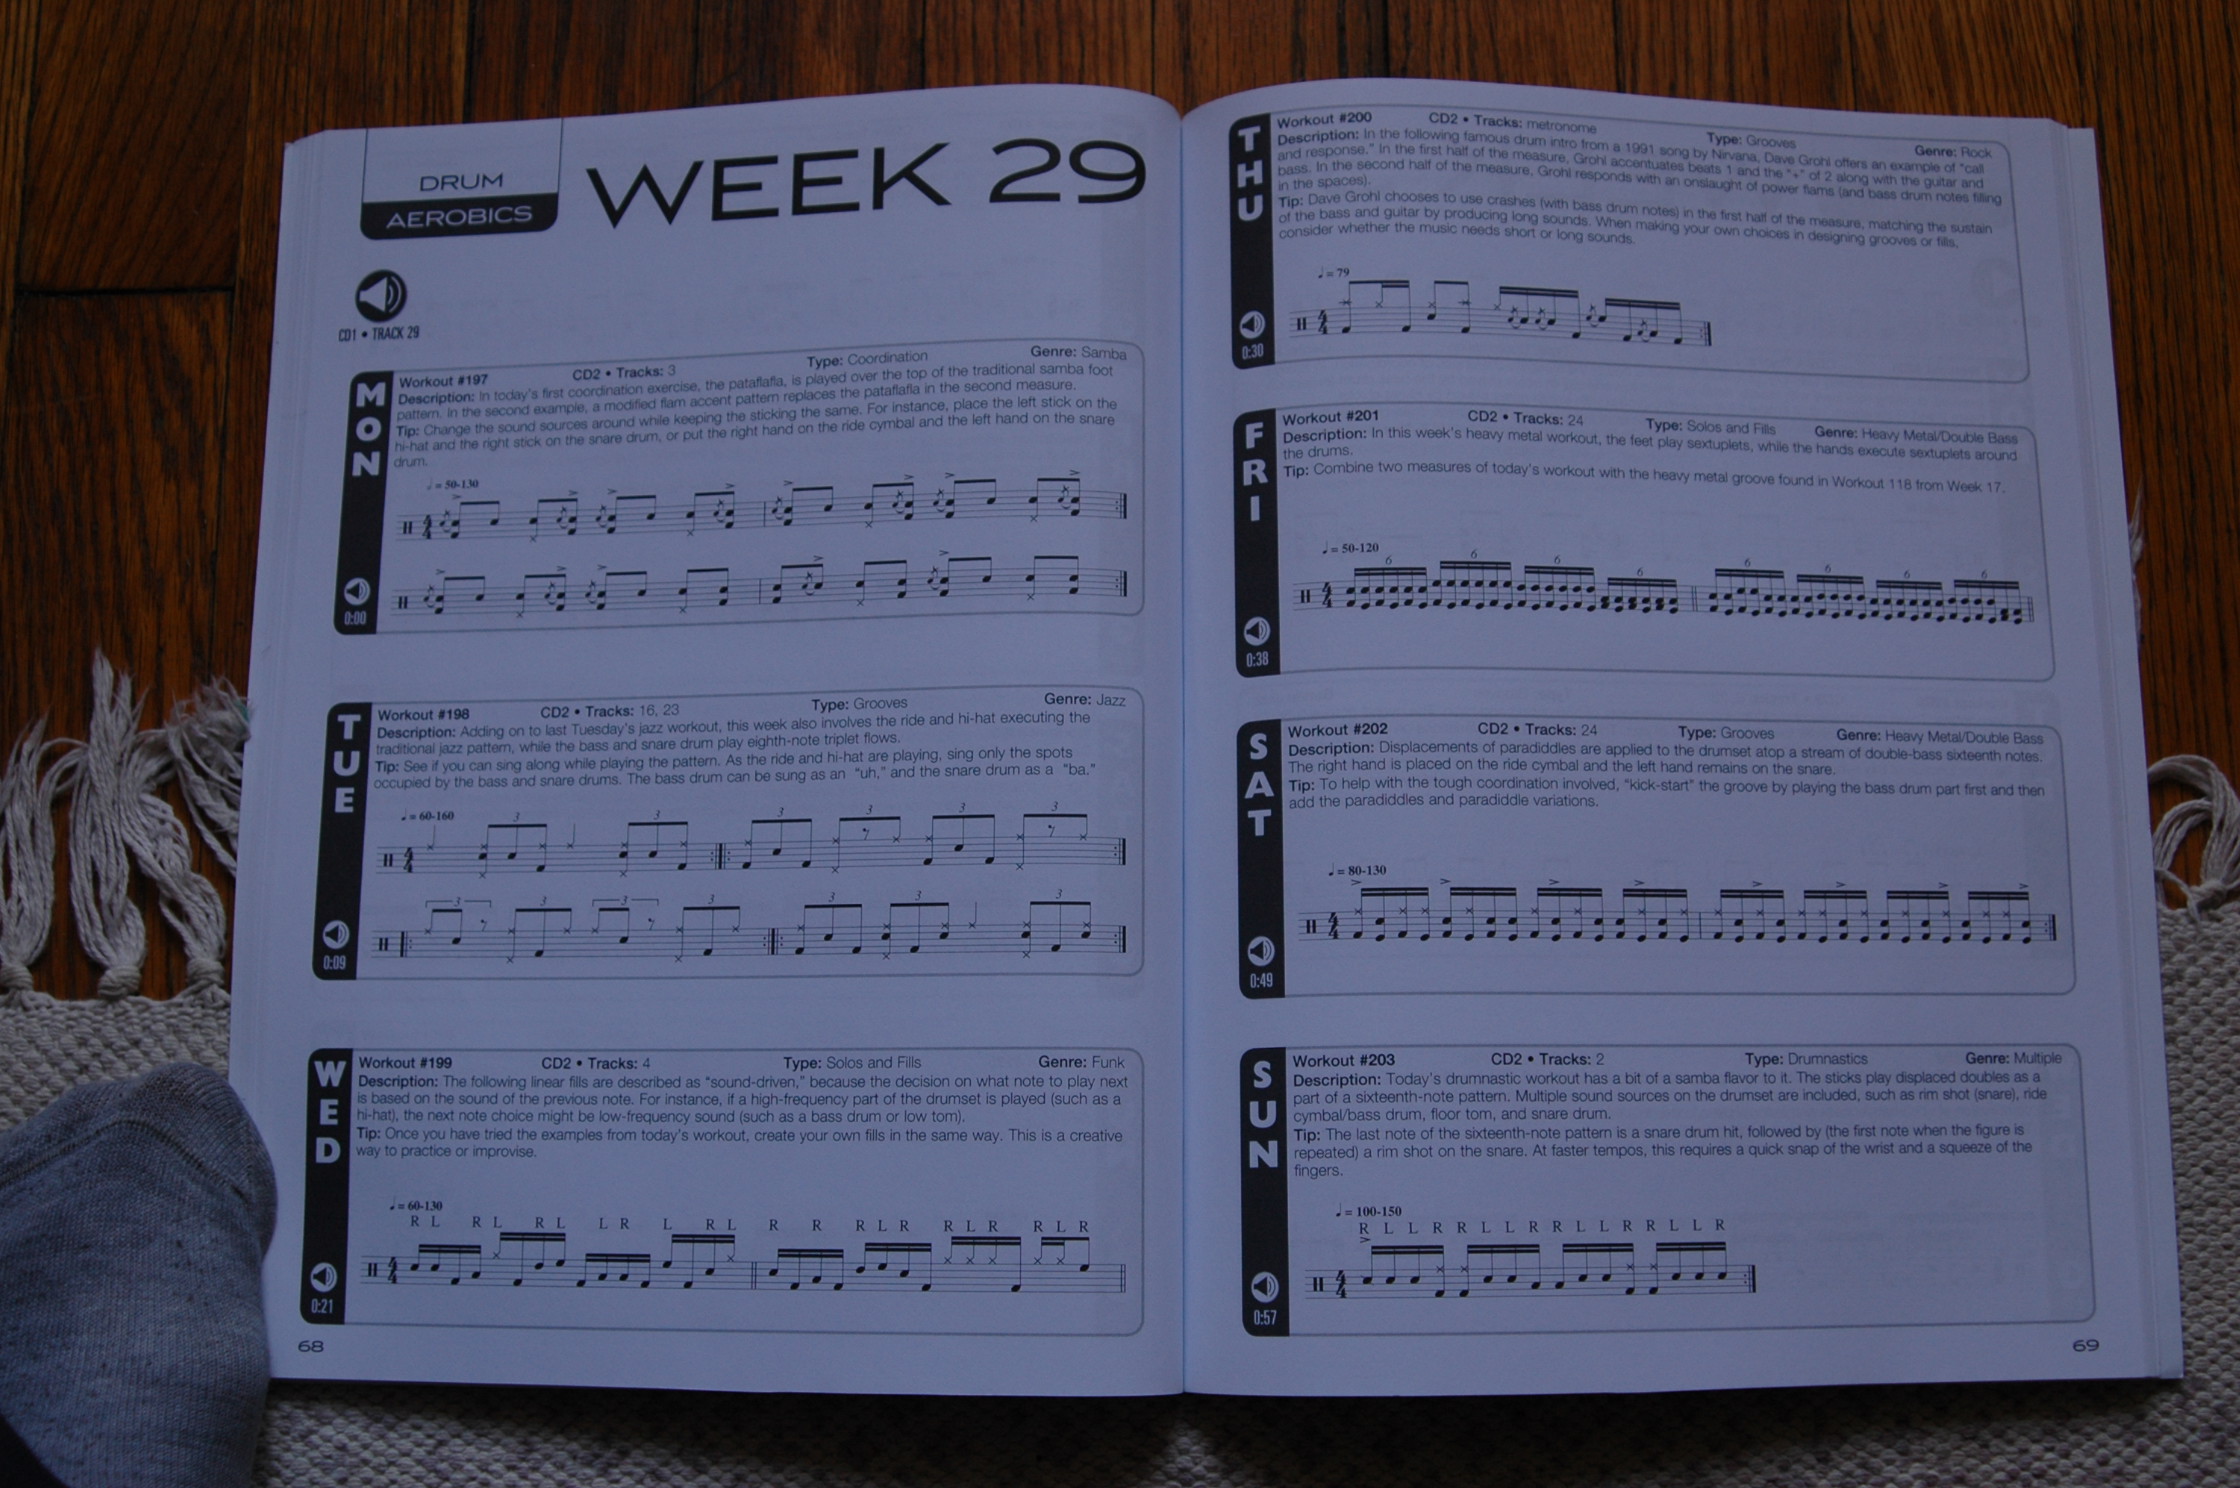 DRUM
AEROBICS
WEEK 29
CD1 • TRACK 29
MON
Workout #197 CD2 • Tracks: 3 Type: Coordination Genre: Samba
Description: In today's first coordination exercise, the pataflafla, is played over the top of the traditional samba foot
pattern. In the second example, a modified flam accent pattern replaces the pataflafla in the second measure.
Tip: Change the sound sources around while keeping the sticking the same. For instance, place the left stick on the
hi-hat and the right stick on the snare drum, or put the right hand on the ride cymbal and the left hand on the snare
drum.
♩ = 50-130
4/4
0:00
TUE
Workout #198 CD2 • Tracks: 16, 23 Type: Grooves Genre: Jazz
Description: Adding on to last Tuesday's jazz workout, this week also involves the ride and hi-hat executing the
traditional jazz pattern, while the bass and snare drum play eighth-note triplet flows.
Tip: See if you can sing along while playing the pattern. As the ride and hi-hat are playing, sing only the spots
occupied by the bass and snare drums. The bass drum can be sung as an "uh," and the snare drum as a "ba."
♩ = 60-160
3 3 3 3 3 3
4/4
3 3 3 3 3 3 3
0:09
WED
Workout #199 CD2 • Tracks: 4 Type: Solos and Fills Genre: Funk
Description: The following linear fills are described as "sound-driven," because the decision on what note to play next
is based on the sound of the previous note. For instance, if a high-frequency part of the drumset is played (such as a
hi-hat), the next note choice might be low-frequency sound (such as a bass drum or low tom).
Tip: Once you have tried the examples from today's workout, create your own fills in the same way. This is a creative
way to practice or improvise.
♩ = 60-130
R L R L R L L R L R L R R R L R R L R R L R
4/4
0:21
68
THU
Workout #200 CD2 • Tracks: metronome Type: Grooves Genre: Rock
Description: In the following famous drum intro from a 1991 song by Nirvana, Dave Grohl offers an example of "call
and response." In the first half of the measure, Grohl accentuates beats 1 and the "+" of 2 along with the guitar and
bass. In the second half of the measure, Grohl responds with an onslaught of power flams (and bass drum notes filling
in the spaces).
Tip: Dave Grohl chooses to use crashes (with bass drum notes) in the first half of the measure, matching the sustain
of the bass and guitar by producing long sounds. When making your own choices in designing grooves or fills,
consider whether the music needs short or long sounds.
♩ = 79
4/4
0:30
FRI
Workout #201 CD2 • Tracks: 24 Type: Solos and Fills Genre: Heavy Metal/Double Bass
Description: In this week's heavy metal workout, the feet play sextuplets, while the hands execute sextuplets around
the drums.
Tip: Combine two measures of today's workout with the heavy metal groove found in Workout 118 from Week 17.
♩ = 50-120
6 6 6 6 6 6 6 6
4/4
0:38
SAT
Workout #202 CD2 • Tracks: 24 Type: Grooves Genre: Heavy Metal/Double Bass
Description: Displacements of paradiddles are applied to the drumset atop a stream of double-bass sixteenth notes.
The right hand is placed on the ride cymbal and the left hand remains on the snare.
Tip: To help with the tough coordination involved, "kick-start" the groove by playing the bass drum part first and then
add the paradiddles and paradiddle variations.
♩ = 80-130
4/4
0:49
SUN
Workout #203 CD2 • Tracks: 2 Type: Drumnastics Genre: Multiple
Description: Today's drumnastic workout has a bit of a samba flavor to it. The sticks play displaced doubles as a
part of a sixteenth-note pattern. Multiple sound sources on the drumset are included, such as rim shot (snare), ride
cymbal/bass drum, floor tom, and snare drum.
Tip: The last note of the sixteenth-note pattern is a snare drum hit, followed by (the first note when the figure is
repeated) a rim shot on the snare. At faster tempos, this requires a quick snap of the wrist and a squeeze of the
fingers.
♩ = 100-150
R L L R R L L R R L L R R L L R
4/4
0:57
69